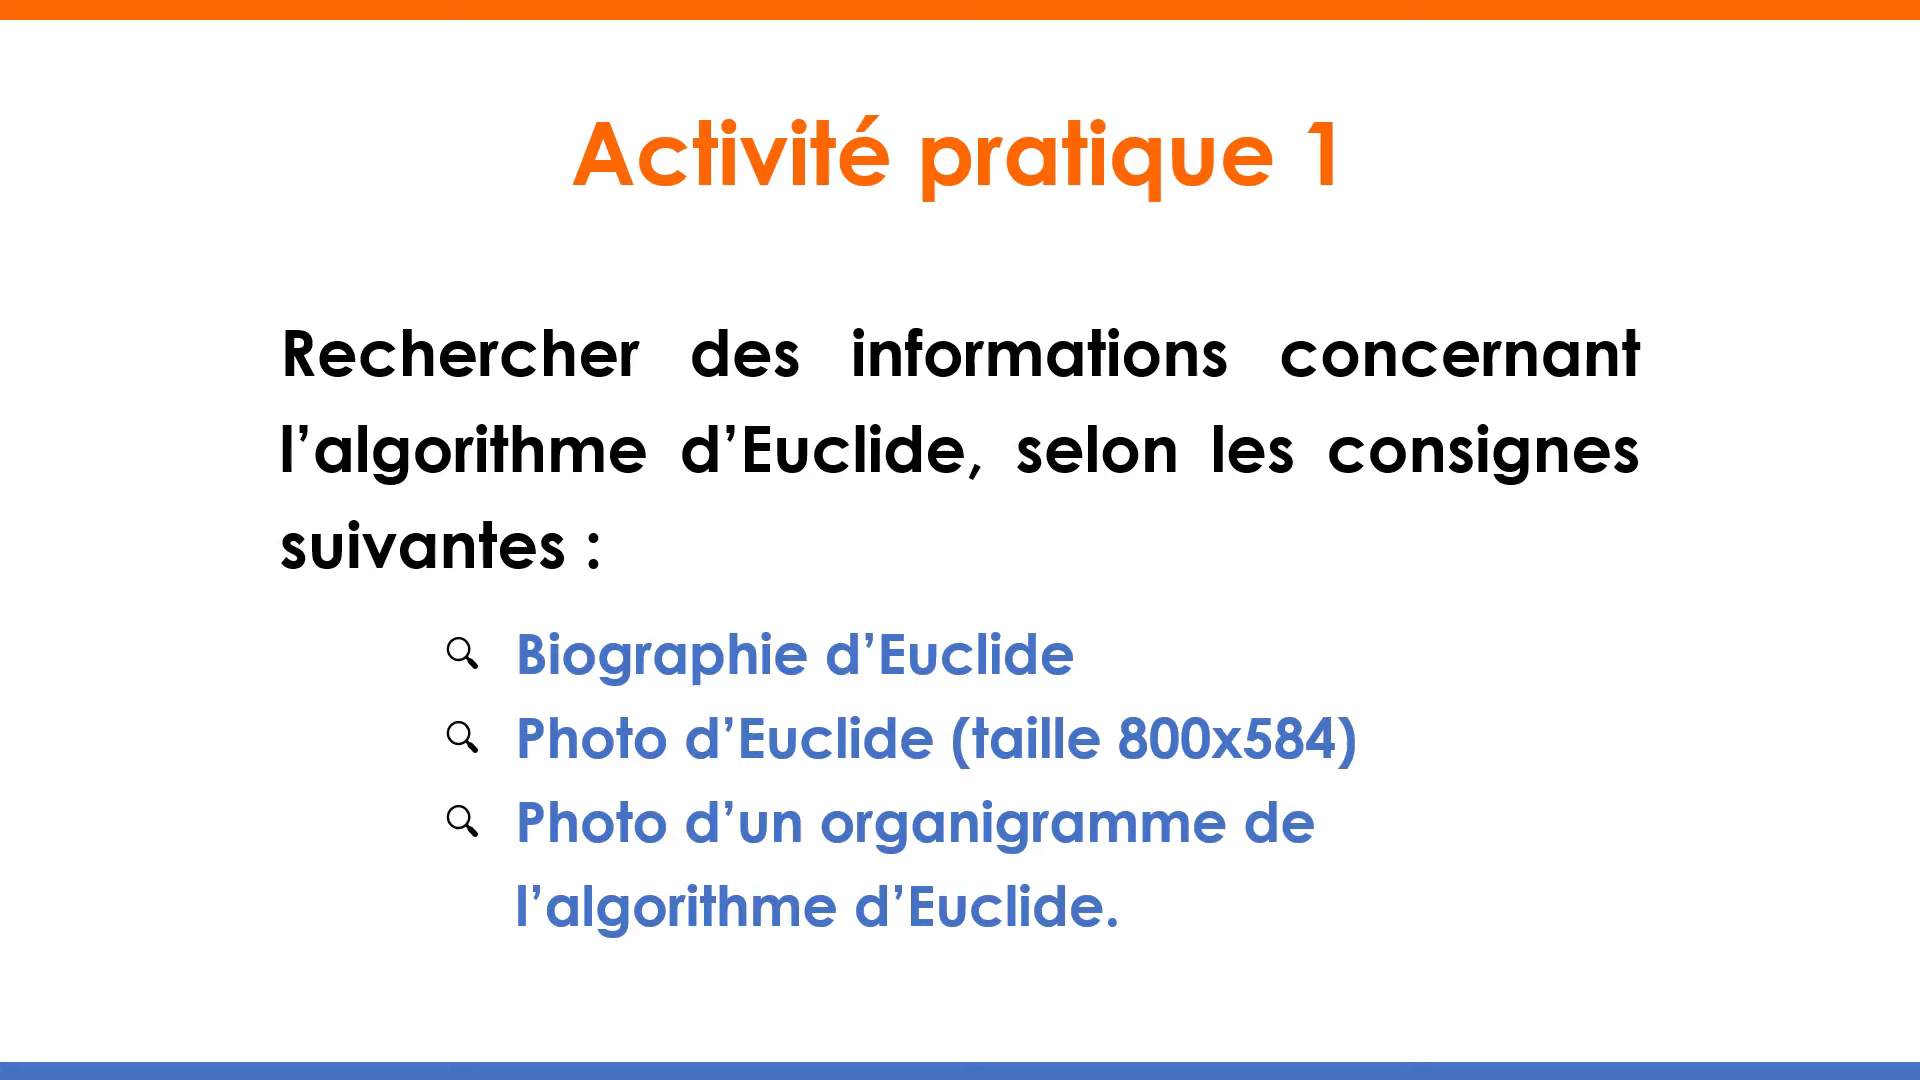 Activité pratique 1
Rechercher des informations concernant
l’algorithme d’Euclide, selon les consignes
suivantes :
Biographie d’Euclide
Photo d’Euclide (taille 800x584)
Photo d’un organigramme de
l’algorithme d’Euclide.